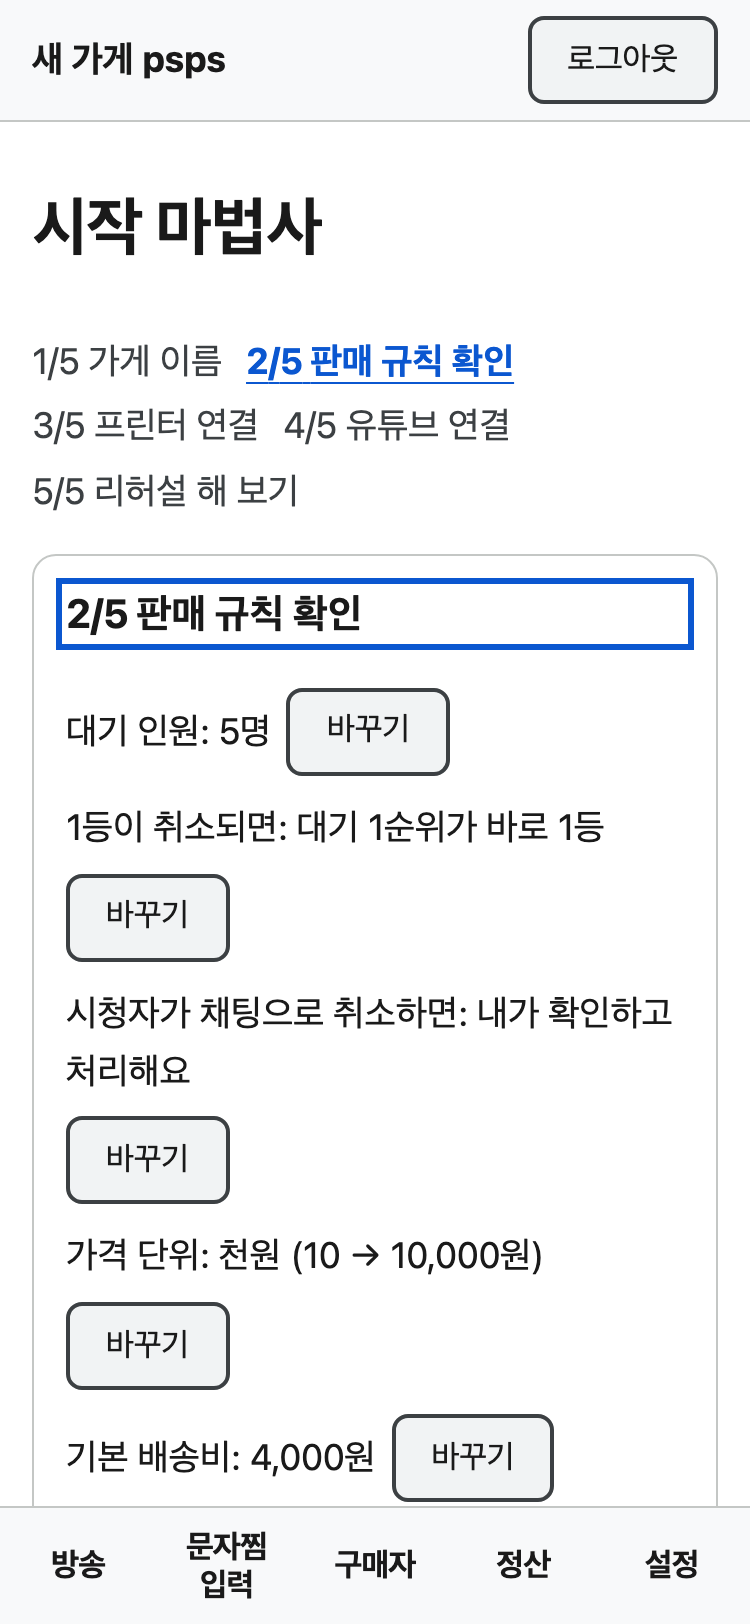 새 가게 psps
로그아웃
시작 마법사
1/5 가게 이름 2/5 판매 규칙 확인
3/5 프린터 연결 4/5 유튜브 연결
5/5 리허설 해 보기
2/5 판매 규칙 확인
대기 인원: 5명 바꾸기
1등이 취소되면: 대기 1순위가 바로 1등
바꾸기
시청자가 채팅으로 취소하면: 내가 확인하고
처리해요
바꾸기
가격 단위: 천원 (10 → 10,000원)
바꾸기
기본 배송비: 4,000원 바꾸기
방송
문자찜
입력
구매자
정산
설정